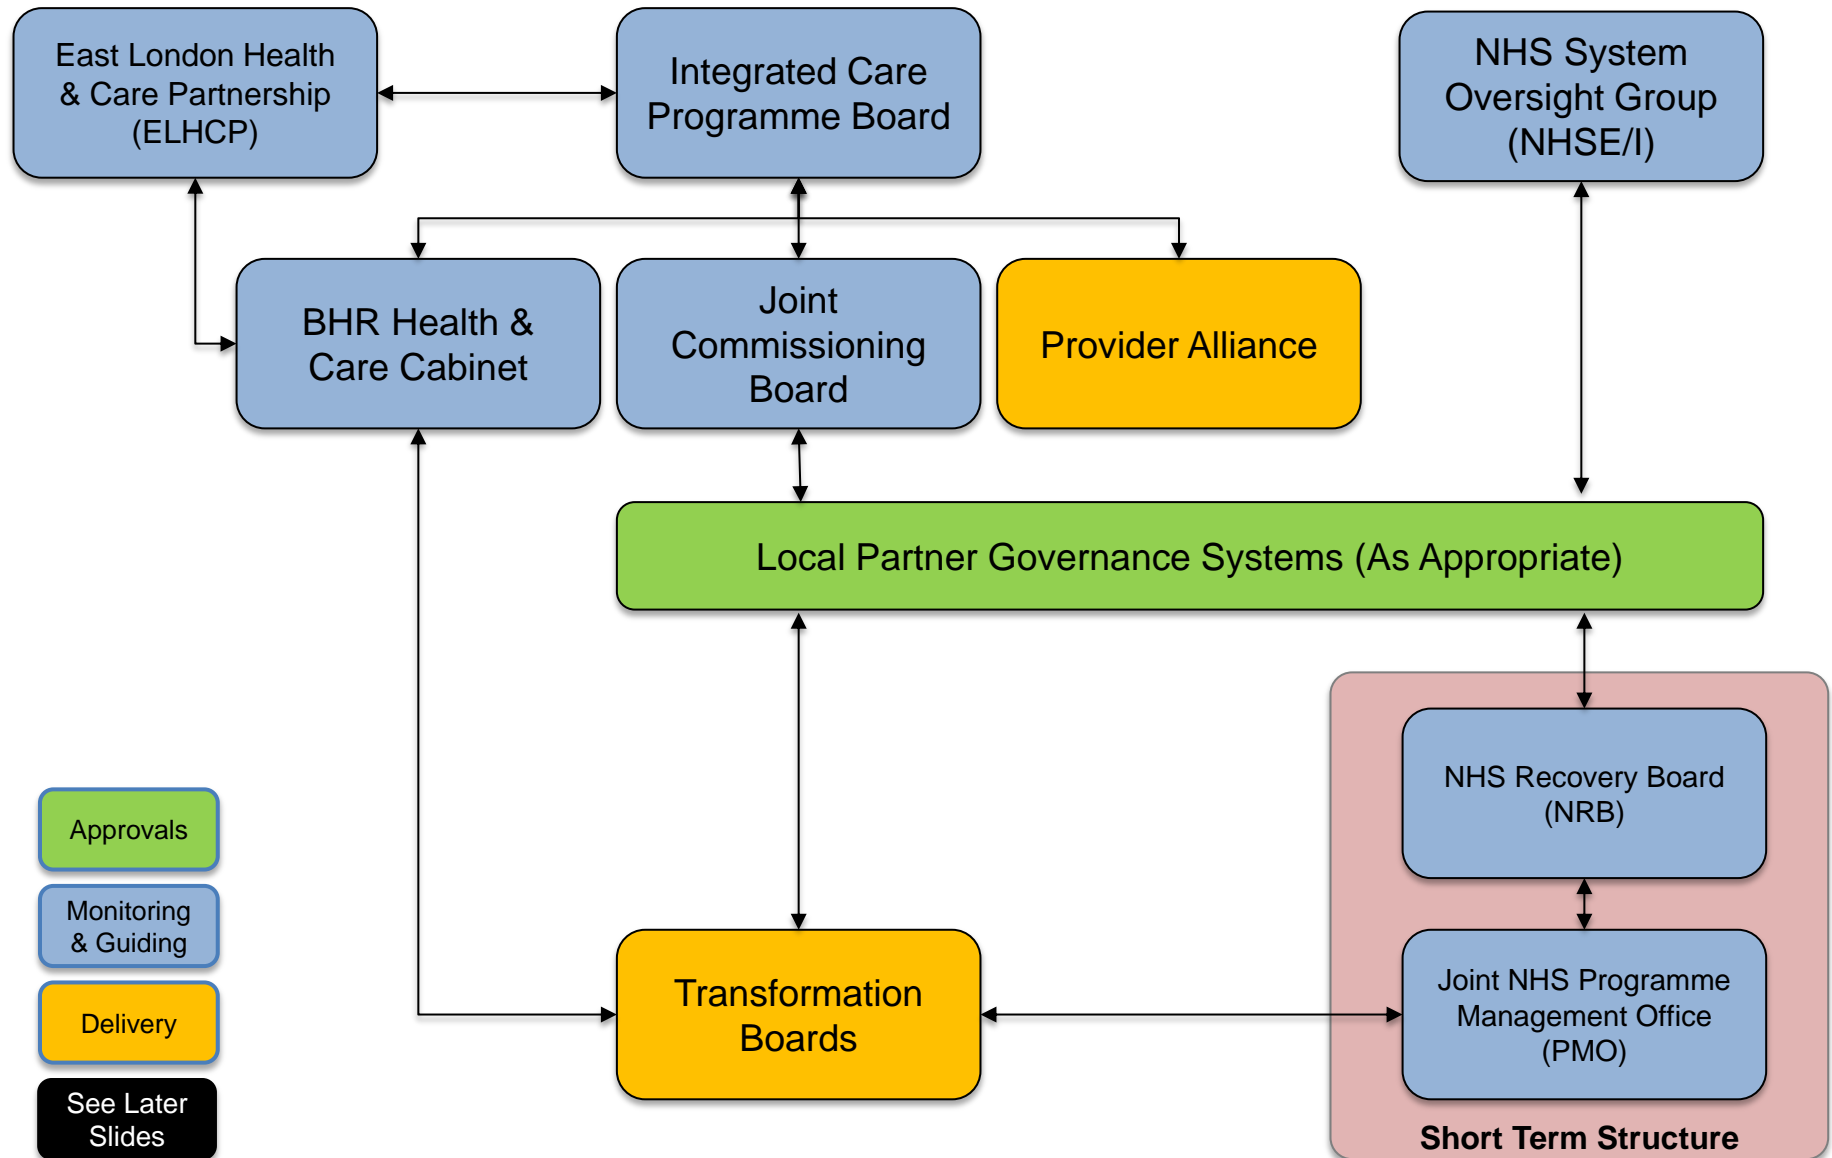 East London Health
& Care Partnership
(ELHCP)
Integrated Care
Programme Board
NHS System
Oversight Group
(NHSE/I)
BHR Health &
Care Cabinet
Joint
Commissioning
Board
Provider Alliance
Local Partner Governance Systems (As Appropriate)
NHS Recovery Board
(NRB)
Approvals
Monitoring
& Guiding
Delivery
See Later
Slides
Transformation
Boards
Joint NHS Programme
Management Office
(PMO)
Short Term Structure